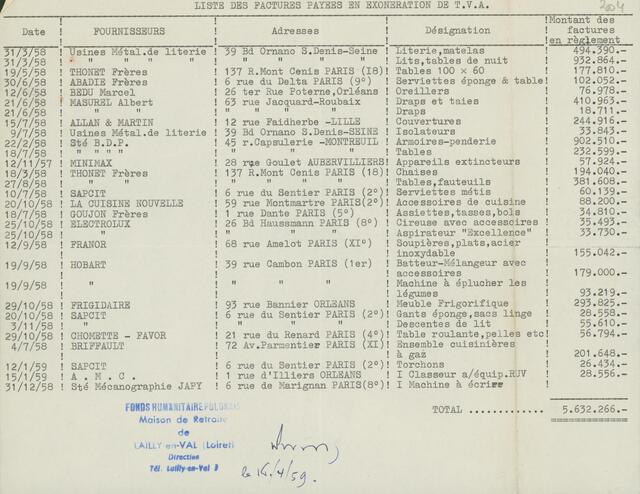 LISTE DES FACTURES PAYEES EN EXONERATION DE T.V.A.
2004
Date ! FOURNISSEURS ! Adresses ! Désignation ! Montant des factures en règlement
31/3/58 ! Usines Métal.de literie ! 39 Bd Ornano S.Denis-Seine ! Literie,matelas ! 494.390.-
31/3/58 ! " " " " ! " " " " ! Lits,tables de nuit ! 932.864.-
19/5/58 ! THONET Frères ! 137 R.Mont Cenis PARIS (18) ! Tables 100 × 60 ! 177.810.-
30/6/58 ! ABADIE Frères ! 6 rue du Delta PARIS (9°) ! Serviettes éponge & table ! 102.052.-
12/6/58 ! BEDU Marcel ! 26 ter Rue Poterne,Orléans ! Oreillers ! 76.978.-
21/6/58 ! MASUREL Albert ! 63 rue Jacquard-Roubaix ! Draps et taies ! 410.963.-
21/6/58 ! " " ! " " " ! Draps ! 18.711.-
15/7/58 ! ALLAN & MARTIN ! 12 rue Faidherbe -LILLE ! Couvertures ! 244.916.-
9/7/58 ! Usines Métal.de literie ! 39 Bd Ornano S.Denis-SEINE ! Isolateurs ! 33.843.-
22/2/58 ! Sté B.D.P. ! 45 r.Capsulerie -MONTREUIL ! Armoires-penderie ! 902.510.-
18/7/58 ! " " " " ! " " " ! Tables ! 232.599.-
12/11/57 ! MINIMAX ! 28 rue Goulet AUBERVILLIERS ! Appareils extincteurs ! 57.924.-
18/3/58 ! THONET Frères ! 137 R.Mont Cenis PARIS (18) ! Chaises ! 194.040.-
27/8/58 ! " " ! " " " " " ! Tables,fauteuils ! 381.608.-
10/7/58 ! SAPCIT ! 6 rue du Sentier PARIS (2°) ! Serviettes métis ! 60.139.-
20/10/58 ! LA CUISINE NOUVELLE ! 59 rue Montmartre PARIS(2°) ! Accessoires de cuisine ! 88.200.-
18/7/58 ! GOUJON Frères ! 1 rue Dante PARIS (5°) ! Assiettes,tasses,bols ! 34.810.-
25/10/58 ! ELECTROLUX ! 26 Bd Haussmann PARIS (8°) ! Cireuse avec accessoires ! 35.493.-
25/10/58 ! " ! " " " " ! Aspirateur "Excellence" ! 33.730.-
12/9/58 ! FRANOR ! 68 rue Amelot PARIS (XI°) ! Soupières,plats,acier
inoxydable ! 155.042.-
19/9/58 ! HOBART ! 39 rue Cambon PARIS (1er) ! Batteur-Mélangeur avec
accessoires ! 179.000.-
19/9/58 ! " ! " " " " ! Machine à éplucher les
légumes ! 93.219.-
29/10/58 ! FRIGIDAIRE ! 93 rue Bannier ORLEANS ! Meuble Frigorifique ! 293.825.-
20/10/58 ! SAPCIT ! 6 rue du Sentier PARIS (2°) ! Gants éponge,sacs linge ! 28.558.-
3/11/58 ! " ! " " " " ! Descentes de lit ! 55.610.-
29/10/58 ! CHOMETTE - FAVOR ! 21 rue du Renard PARIS (4°) ! Table roulante,pelles etc ! 56.794.-
4/7/58 ! BRIFFAULT ! 72 Av.Parmentier PARIS (XI) ! Ensemble cuisinières
à gaz ! 201.648.-
12/1/59 ! SAPCIT ! 6 rue du Sentier PARIS (2°) ! Torchons ! 26.434.-
15/1/59 ! A . M . C. ! 1 rue d'Illiers ORLEANS ! I Classeur a/équip.RUV ! 28.556.-
31/12/58 ! Sté Mécanographie JAPY ! 6 rue de Marignan PARIS(8°) ! I Machine à écrire
TOTAL ............. 5.632.266.-
FONDS HUMANITAIRE POLONAIS
Maison de Retraite
de
LAILLY-en-VAL (Loiret)
Direction
Tél. Lailly-en-Val 3
le 16/4/59.